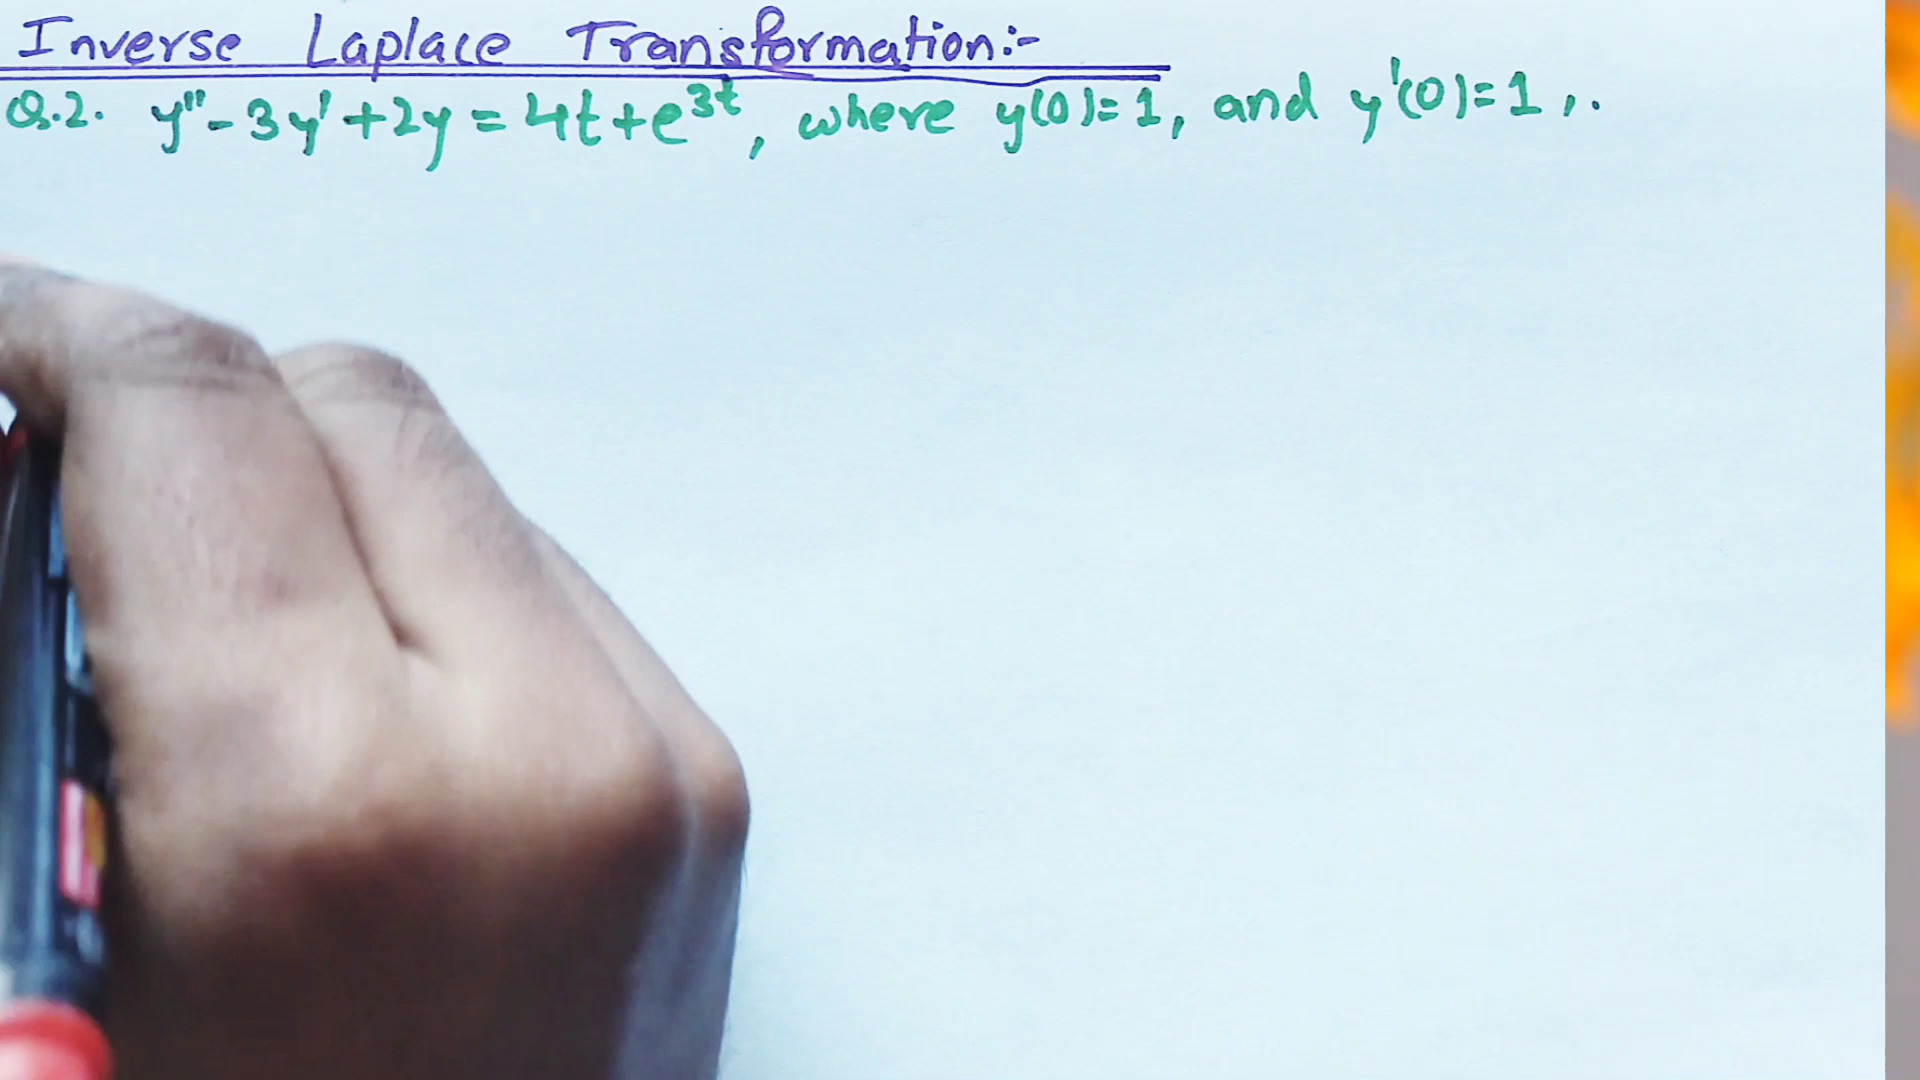 Inverse Laplace Transformation:-
Q.2. y"-3y'+2y=4t+e^3t, where y(0)=1, and y'(0)=1,.